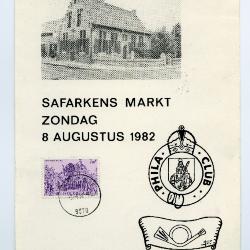 SAFARKENS MARKT
ZONDAG
8 AUGUSTUS 1982
PHILA CLUB